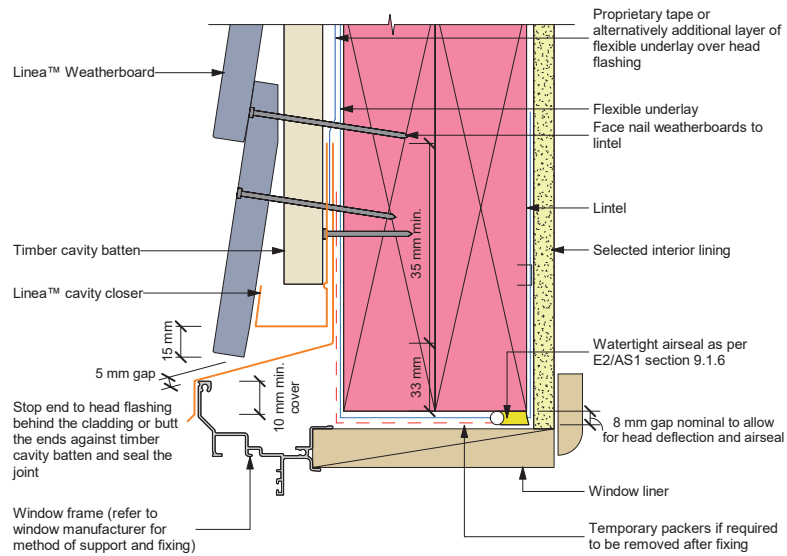 Proprietary tape or
alternatively additional layer of
flexible underlay over head
flashing
Linea™ Weatherboard
Flexible underlay
Face nail weatherboards to
lintel
Lintel
Timber cavity batten
Selected interior lining
35 mm min.
Linea™ cavity closer
15 mm
Watertight airseal as per
E2/AS1 section 9.1.6
5 mm gap
33 mm
10 mm min.
cover
Stop end to head flashing
behind the cladding or butt
the ends against timber
cavity batten and seal the
joint
8 mm gap nominal to allow
for head deflection and airseal
Window liner
Window frame (refer to
window manufacturer for
method of support and fixing)
Temporary packers if required
to be removed after fixing